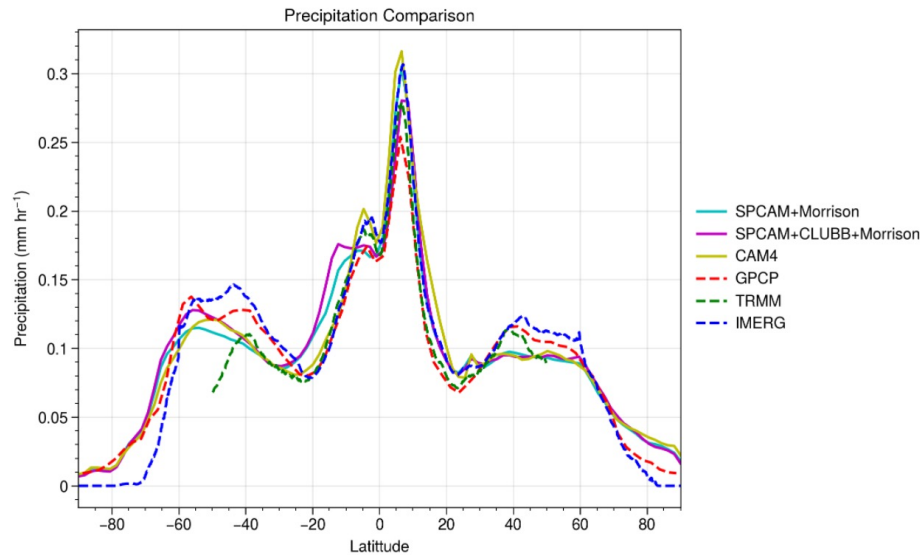 Precipitation Comparison
Precipitation (mm hr⁻¹)
0.3
0.25
0.2
0.15
0.1
0.05
0
−80 −60 −40 −20 0 20 40 60 80
Latittude
SPCAM+Morrison
SPCAM+CLUBB+Morrison
CAM4
GPCP
TRMM
IMERG